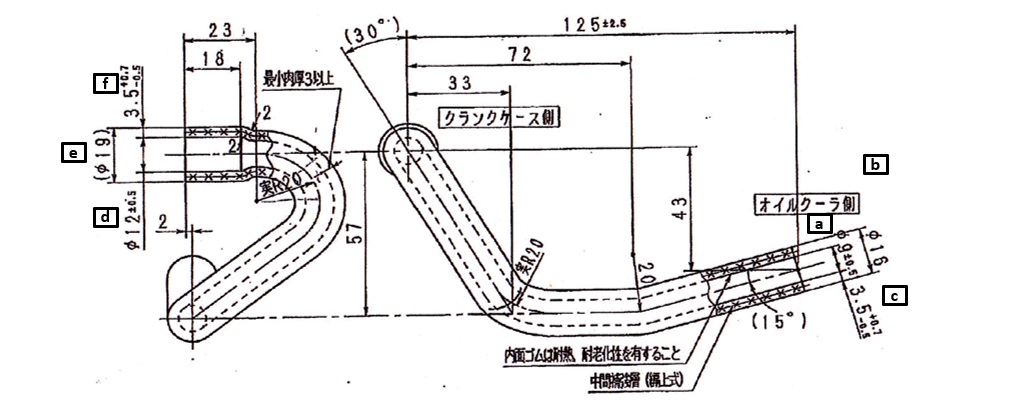 23
18
f
3.5 +0.7 -0.5
最小肉厚3以上
2
e
(φ19)
2
実R20
d
φ12±0.5
2
57
(30°)
125±2.5
72
33
クランクケース側
43
b
オイルクーラ側
a
φ9±0.5
φ16
c
3.5 +0.7 -0.5
20
実R20
(15°)
内面ゴムは耐熱、耐老化性を有すること
中間補強層(編上式)